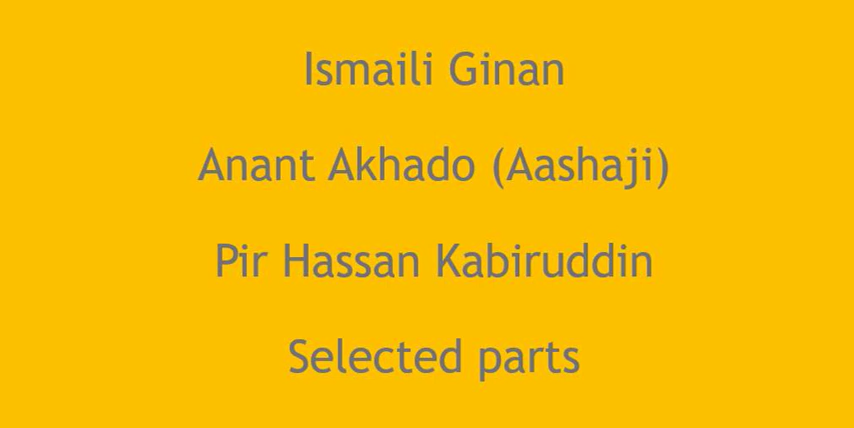 Ismaili Ginan
Anant Akhado (Aashaji)
Pir Hassan Kabiruddin
Selected parts